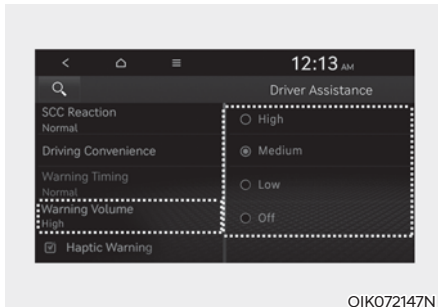 12:13 AM
Driver Assistance
SCC Reaction
Normal
Driving Convenience
Warning Timing
Normal
Warning Volume
High
Haptic Warning
High
Medium
Low
Off
OIK072147N